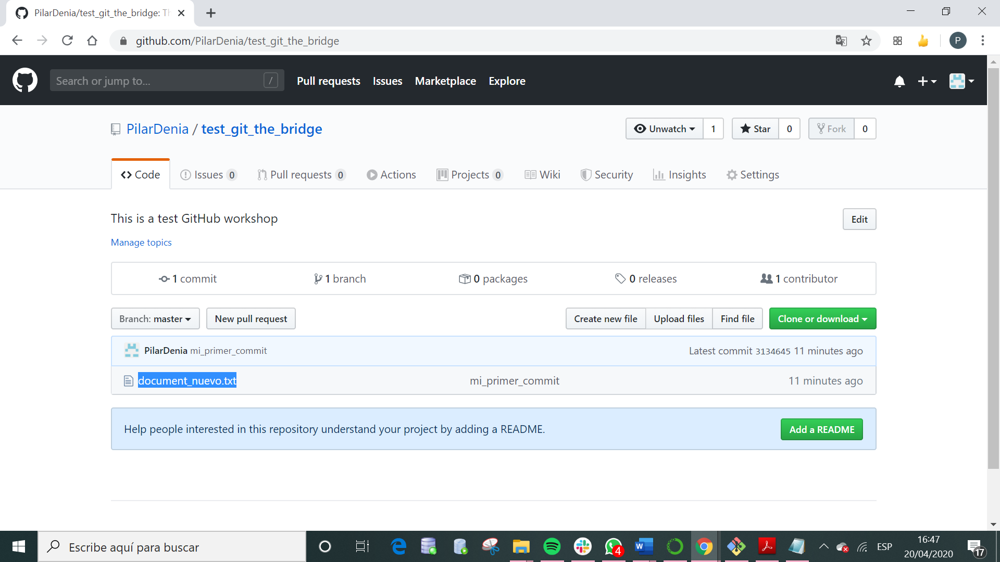 PilarDenia/test_git_the_bridge: Th
github.com/PilarDenia/test_git_the_bridge
P
Search or jump to... /
Pull requests Issues Marketplace Explore
PilarDenia / test_git_the_bridge
Unwatch 1 Star 0 Fork 0
Code Issues 0 Pull requests 0 Actions Projects 0 Wiki Security Insights Settings
This is a test GitHub workshop
Edit
Manage topics
1 commit 1 branch 0 packages 0 releases 1 contributor
Branch: master New pull request Create new file Upload files Find file Clone or download
PilarDenia mi_primer_commit Latest commit 3134645 11 minutes ago
document_nuevo.txt mi_primer_commit 11 minutes ago
Help people interested in this repository understand your project by adding a README. Add a README
Escribe aquí para buscar
4
W
ESP
16:47
20/04/2020
17